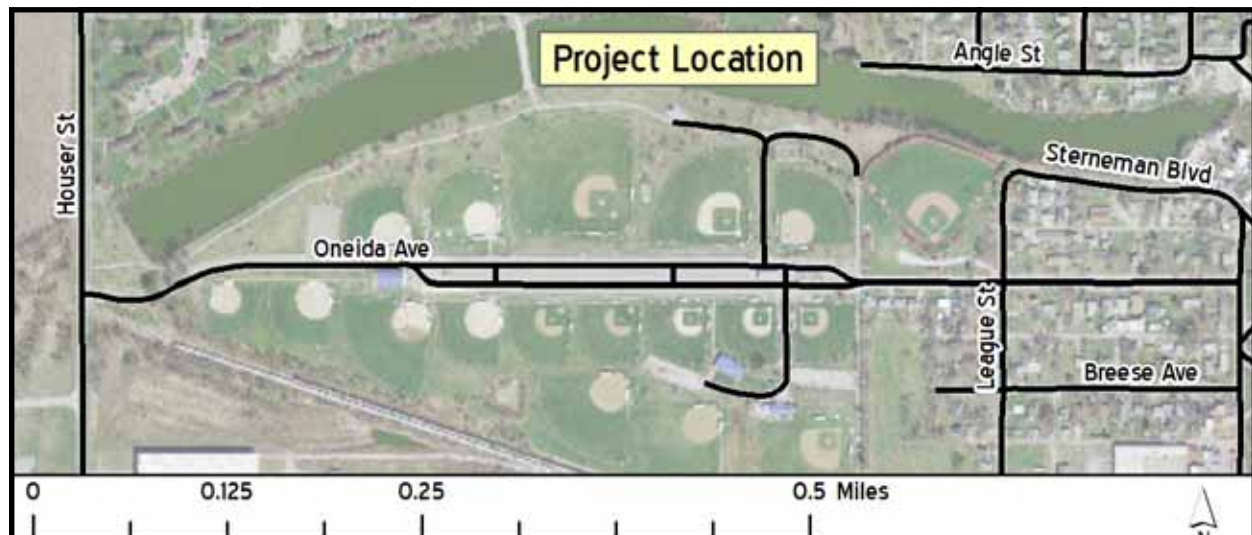 Project Location
Angle St
Houser St
Sterneman Blvd
Oneida Ave
League St
Breese Ave
0 0.125 0.25 0.5 Miles
N